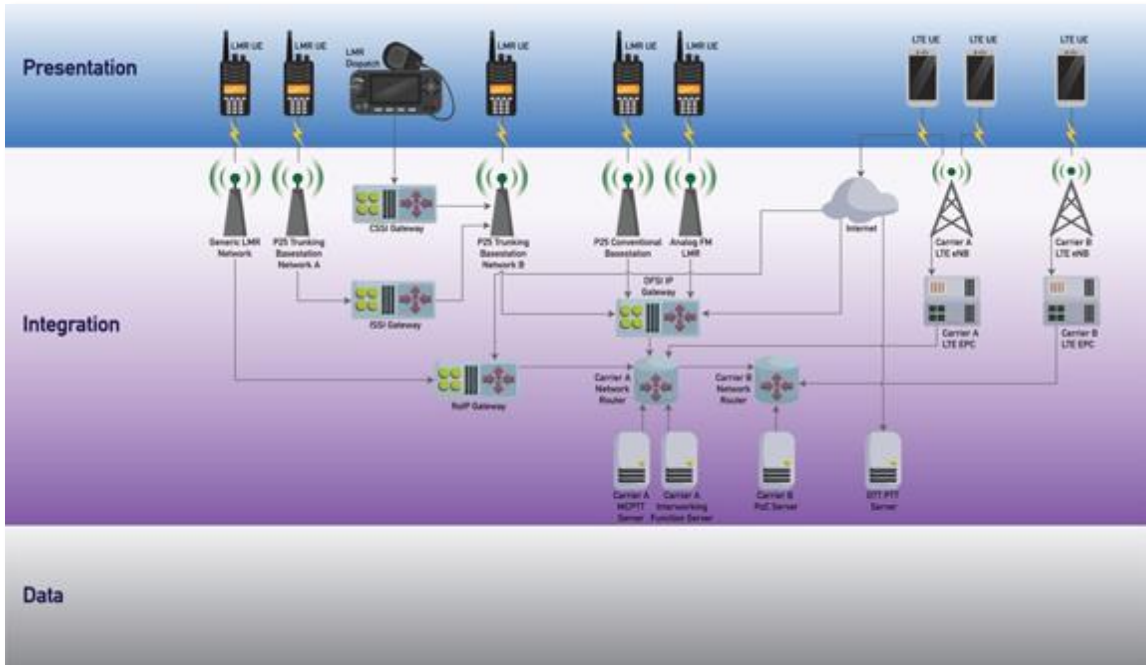 Presentation
LMR UE
LMR UE
LMR
Dispatch
LMR UE
LMR UE
LMR UE
LTE UE
LTE UE
LTE UE
Integration
Generic LMR
Network
P25 Trunking
Basestation
Network A
CSSI Gateway
P25 Trunking
Basestation
Network B
P25 Conventional
Basestation
Analog FM
LMR
Internet
Carrier A
LTE eNB
Carrier B
LTE eNB
ISSI Gateway
DFSI IP
Gateway
Carrier A
LTE EPC
Carrier B
LTE EPC
RoIP Gateway
Carrier A
Network
Router
Carrier B
Network
Router
Carrier A
MCPTT
Server
Carrier A
Interworking
Function Server
Carrier B
PoC Server
OTT PTT
Server
Data